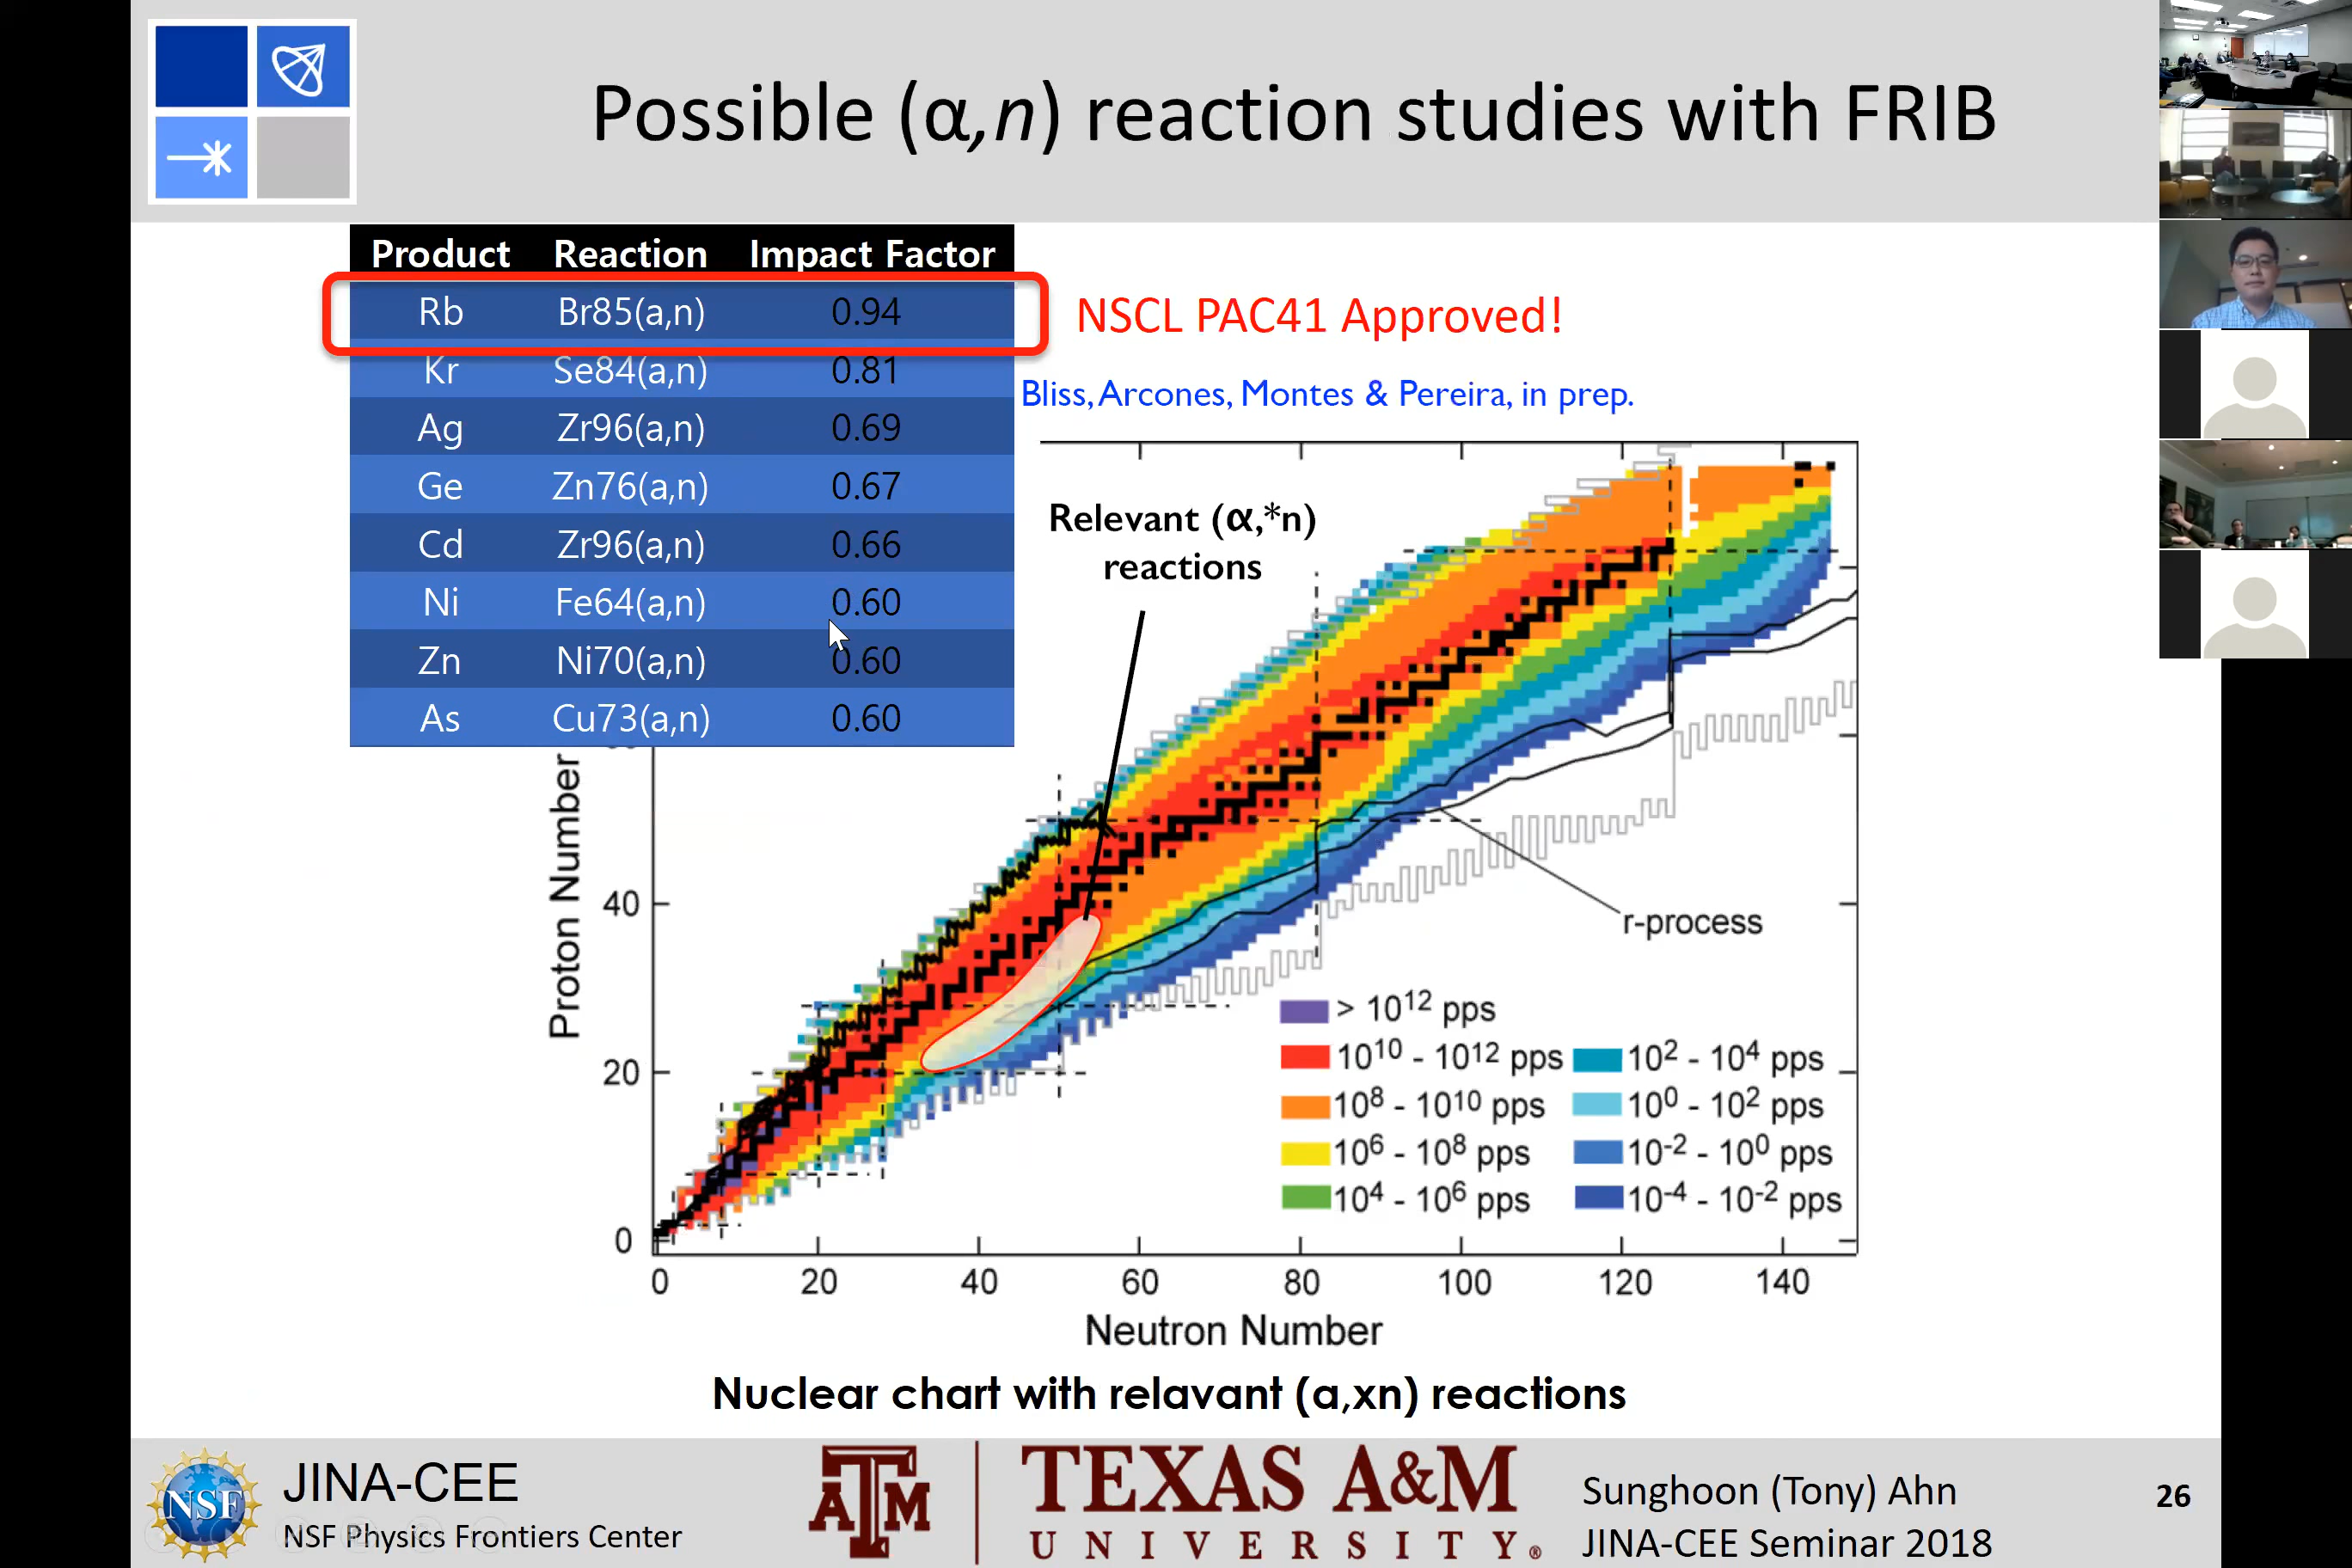 Possible (α,n) reaction studies with FRIB
Product Reaction Impact Factor
Rb Br85(a,n) 0.94
NSCL PAC41 Approved!
Kr Se84(a,n) 0.81
Bliss, Arcones, Montes & Pereira, in prep.
Ag Zr96(a,n) 0.69
Ge Zn76(a,n) 0.67
Cd Zr96(a,n) 0.66
Ni Fe64(a,n) 0.60
Zn Ni70(a,n) 0.60
As Cu73(a,n) 0.60
Relevant (α,*n)
reactions
Proton Number
40
20
0
r-process
> 10¹² pps
10¹⁰ - 10¹² pps
10⁸ - 10¹⁰ pps
10⁶ - 10⁸ pps
10⁴ - 10⁶ pps
10² - 10⁴ pps
10⁰ - 10² pps
10⁻² - 10⁰ pps
10⁻⁴ - 10⁻² pps
0 20 40 60 80 100 120 140
Neutron Number
Nuclear chart with relavant (a,xn) reactions
NSF
JINA-CEE
NSF Physics Frontiers Center
ATM
TEXAS A&M
UNIVERSITY®
Sunghoon (Tony) Ahn
JINA-CEE Seminar 2018
26